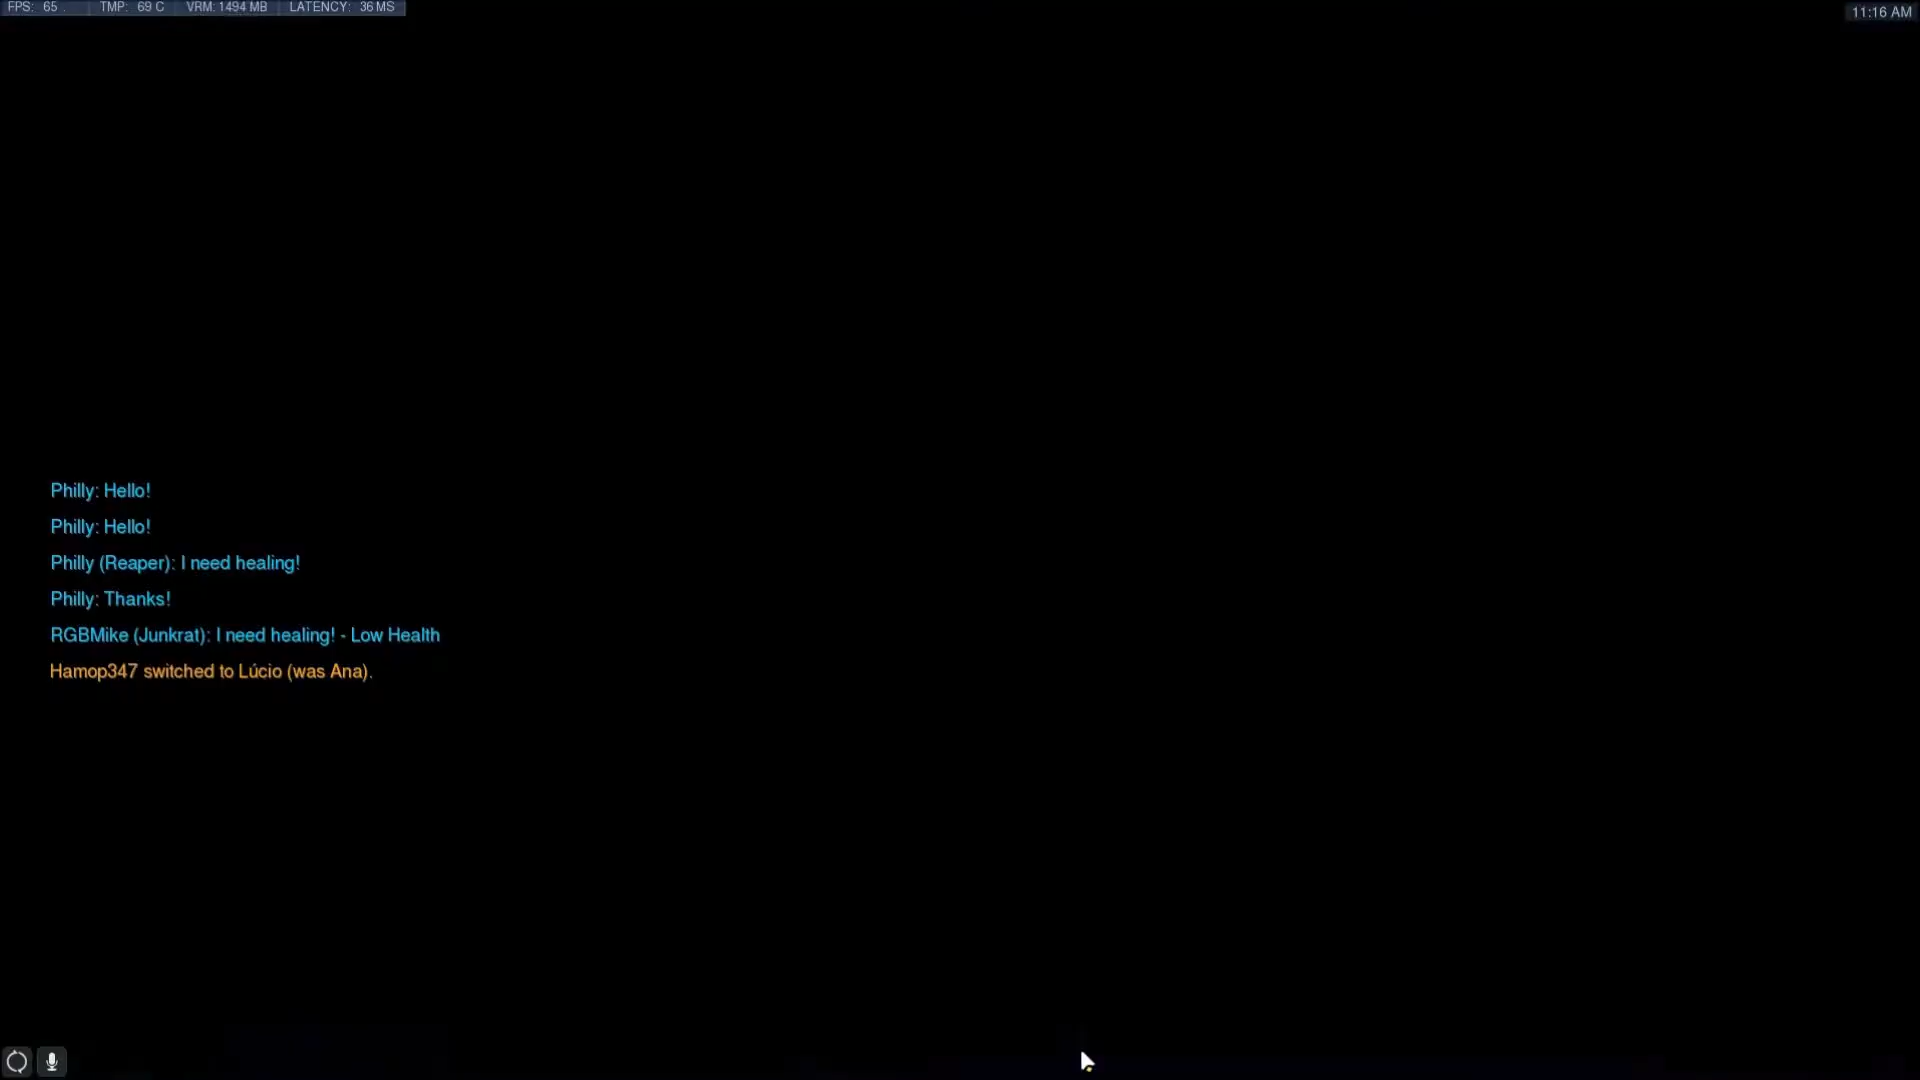 FPS: 65 TMP: 69 C VRM: 1494 MB LATENCY: 36 MS
11:16 AM
Philly: Hello!
Philly: Hello!
Philly (Reaper): I need healing!
Philly: Thanks!
RGBMike (Junkrat): I need healing! - Low Health
Hamop347 switched to Lúcio (was Ana).